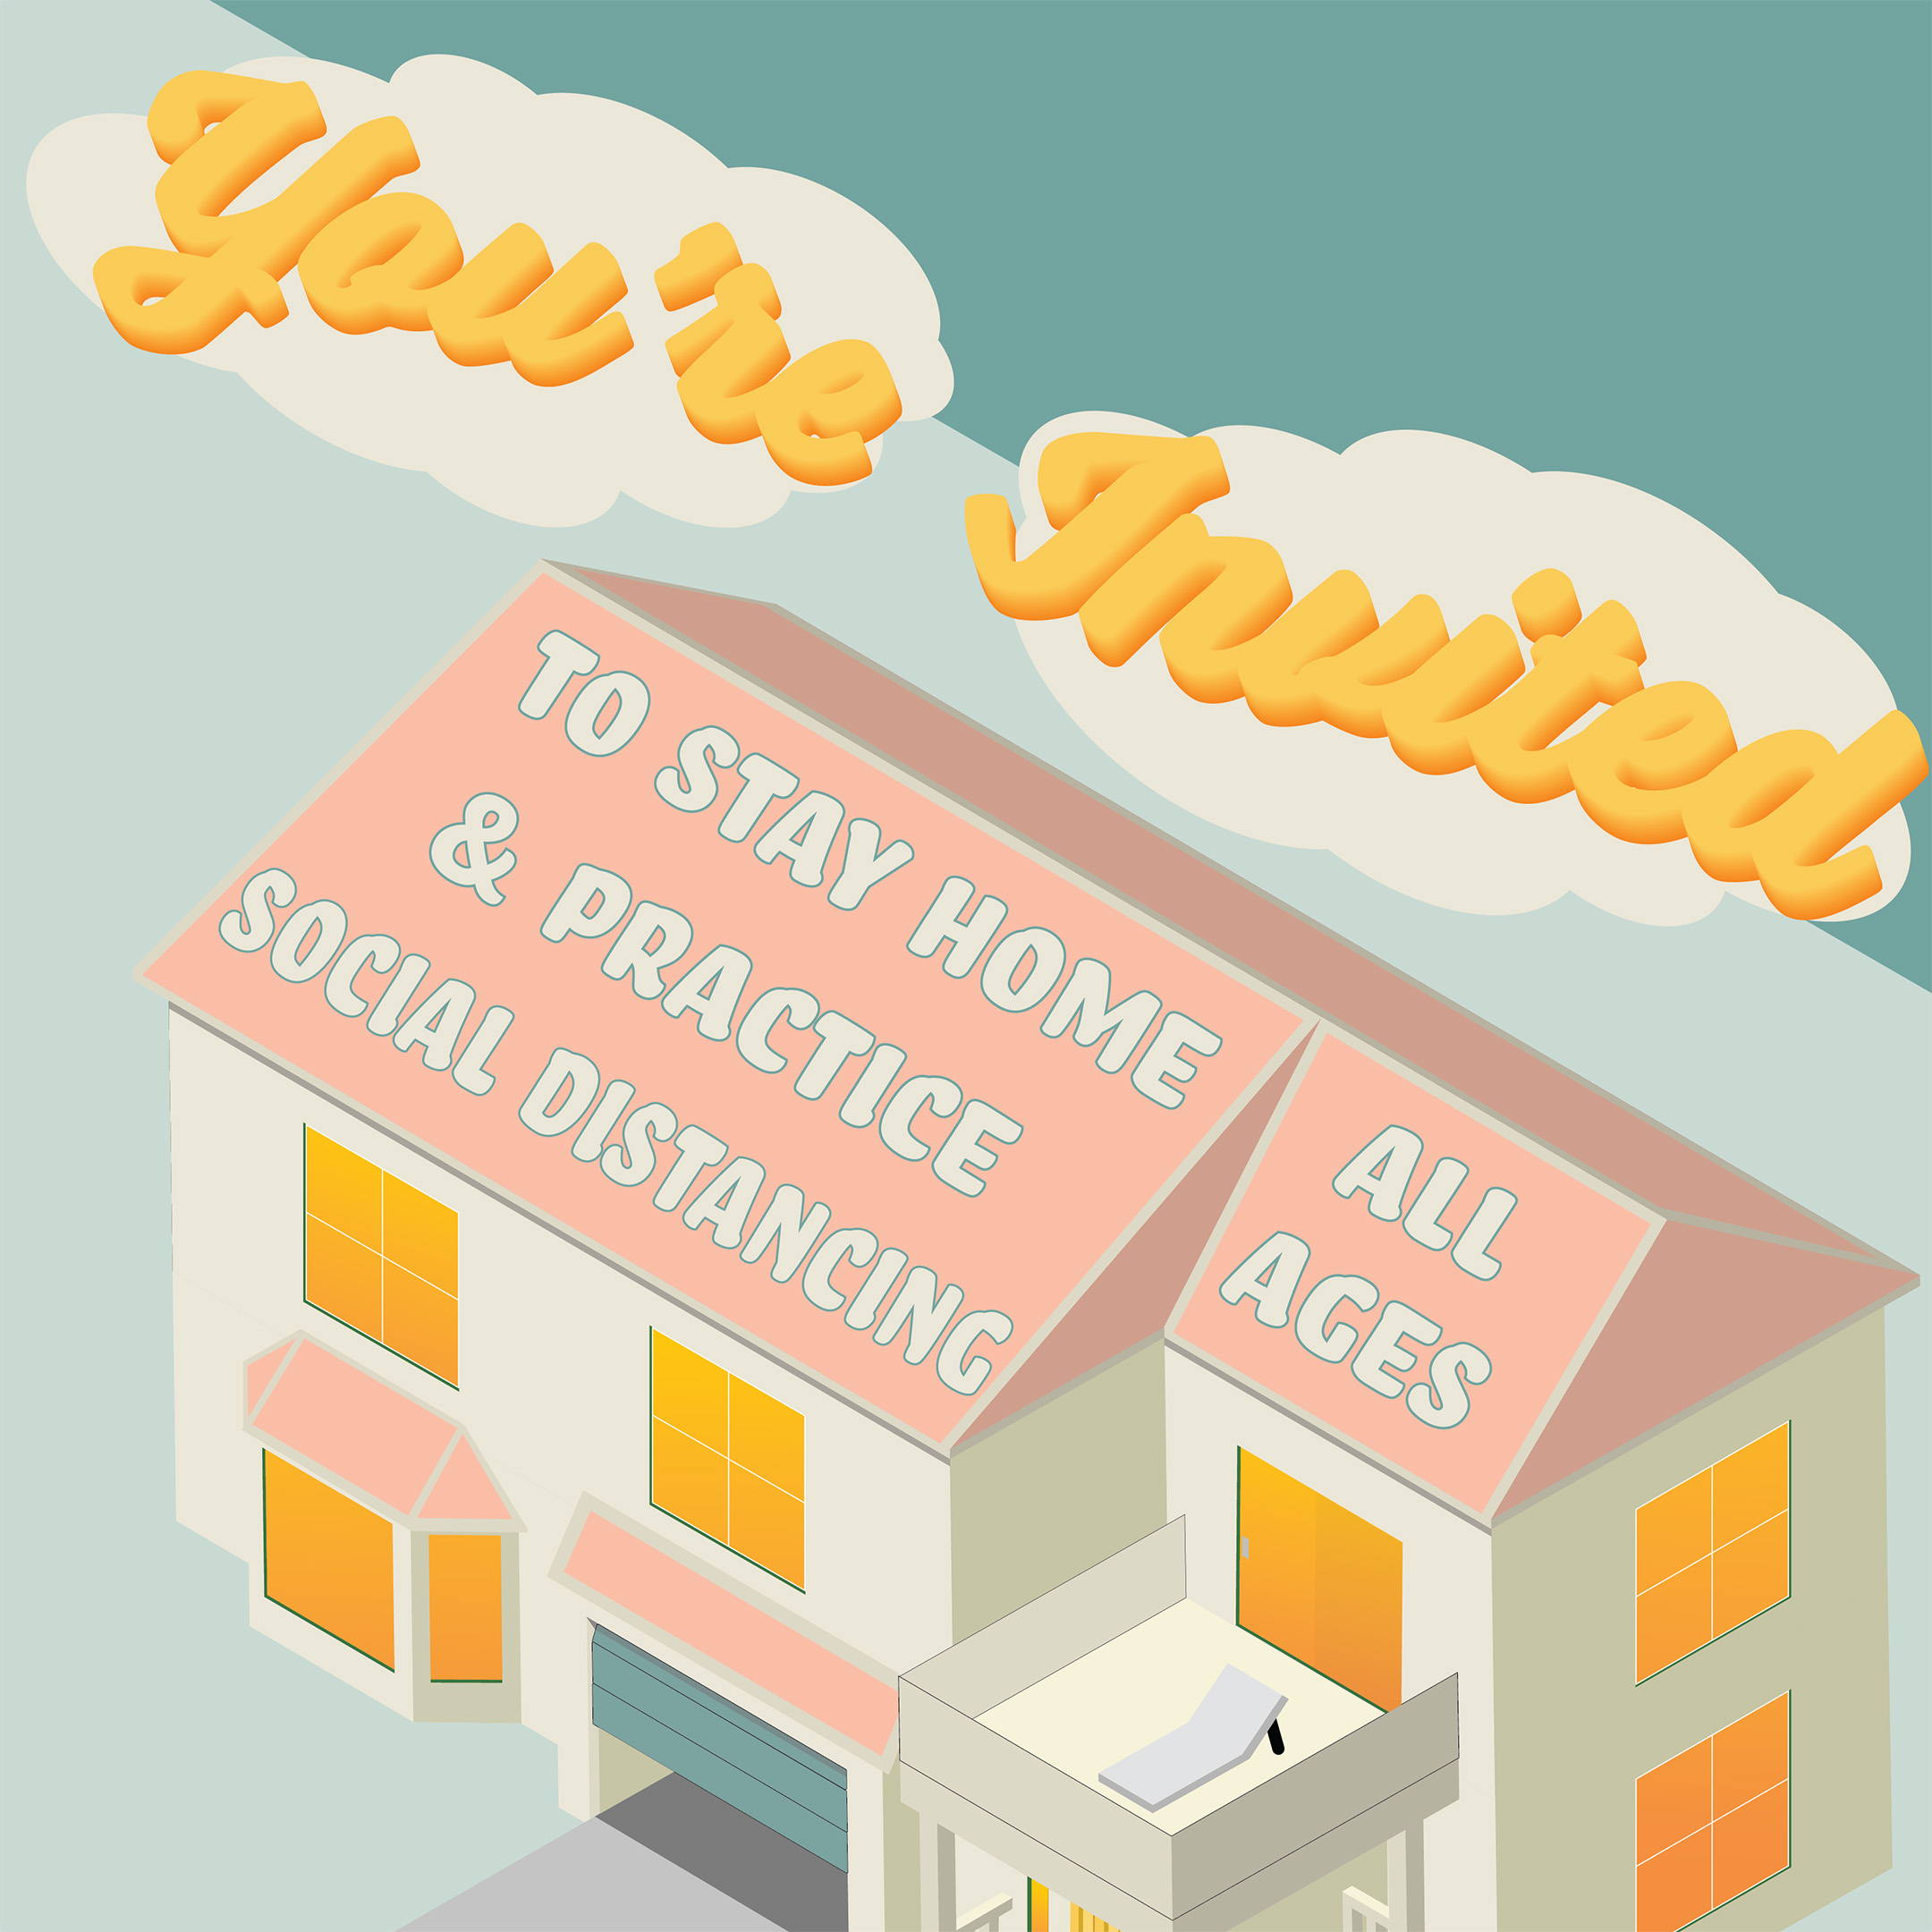 You're
Invited
TO STAY HOME
& PRACTICE
SOCIAL DISTANCING
ALL
AGES